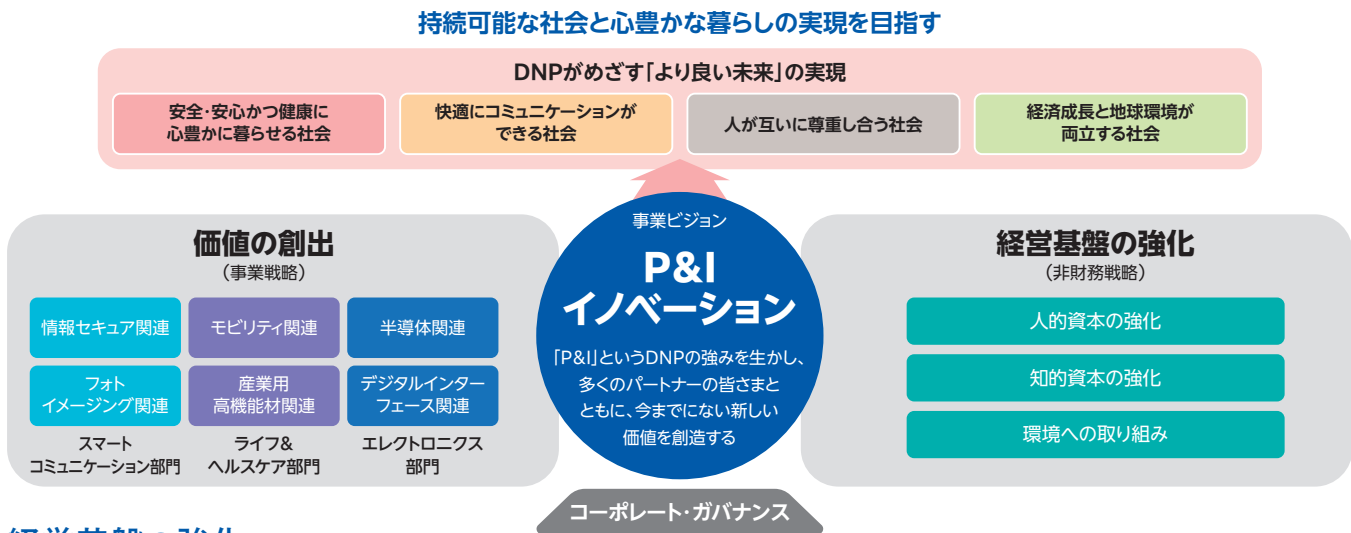 持続可能な社会と心豊かな暮らしの実現を目指す
DNPがめざす「より良い未来」の実現
安全・安心かつ健康に
心豊かに暮らせる社会
快適にコミュニケーションが
できる社会
人が互いに尊重し合う社会
経済成長と地球環境が
両立する社会
価値の創出
（事業戦略）
情報セキュア関連
モビリティ関連
半導体関連
フォト
イメージング関連
産業用
高機能材関連
デジタルインター
フェース関連
スマート
コミュニケーション部門
ライフ&
ヘルスケア部門
エレクトロニクス
部門
事業ビジョン
P&I
イノベーション
「P&I」というDNPの強みを生かし、
多くのパートナーの皆さまと
ともに、今までにない新しい
価値を創造する
経営基盤の強化
（非財務戦略）
人的資本の強化
知的資本の強化
環境への取り組み
コーポレート・ガバナンス